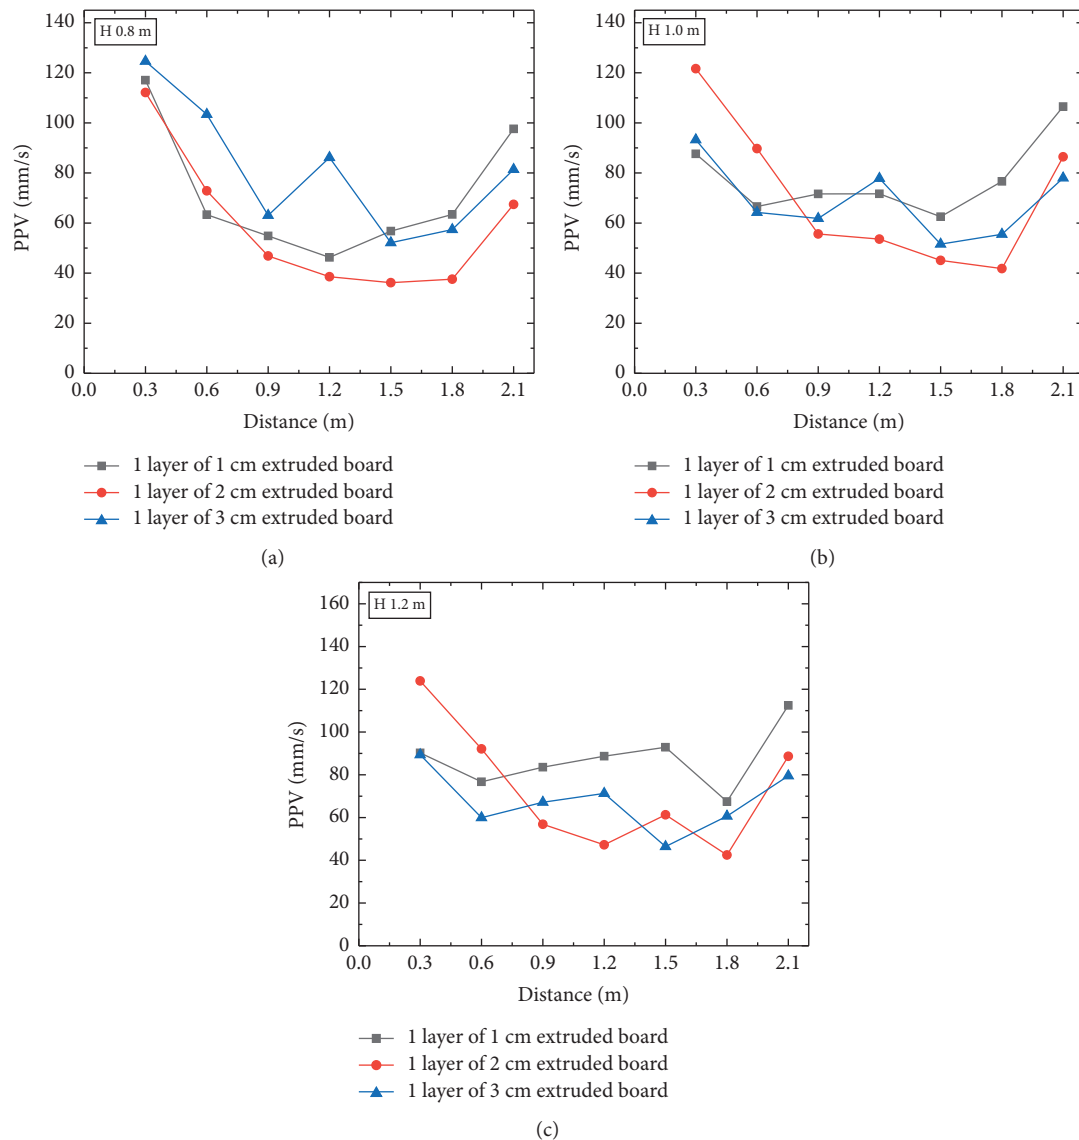 H 0.8 m
PPV (mm/s)
140
120
100
80
60
40
20
0
0.0 0.3 0.6 0.9 1.2 1.5 1.8 2.1
Distance (m)
1 layer of 1 cm extruded board
1 layer of 2 cm extruded board
1 layer of 3 cm extruded board
(a)
H 1.0 m
PPV (mm/s)
140
120
100
80
60
40
20
0
0.0 0.3 0.6 0.9 1.2 1.5 1.8 2.1
Distance (m)
1 layer of 1 cm extruded board
1 layer of 2 cm extruded board
1 layer of 3 cm extruded board
(b)
H 1.2 m
PPV (mm/s)
160
140
120
100
80
60
40
20
0
0.0 0.3 0.6 0.9 1.2 1.5 1.8 2.1
Distance (m)
1 layer of 1 cm extruded board
1 layer of 2 cm extruded board
1 layer of 3 cm extruded board
(c)